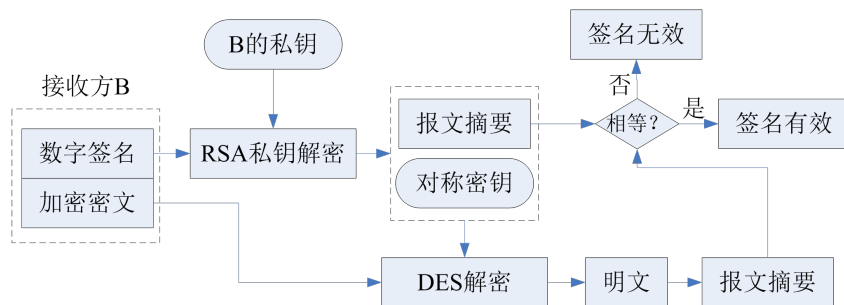 B的私钥
签名无效
接收方B
否
是
数字签名
RSA私钥解密
报文摘要
相等？
签名有效
加密密文
对称密钥
DES解密
明文
报文摘要